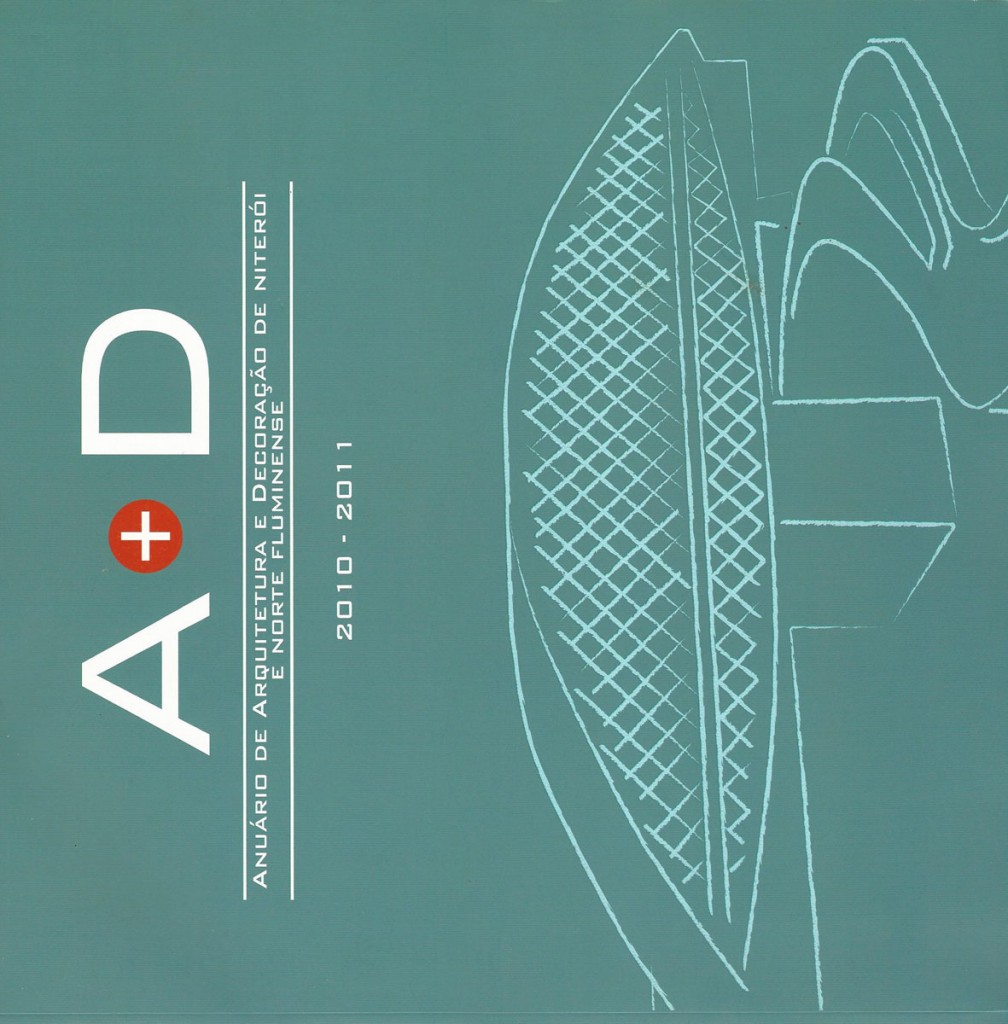 A+D
Anuário de Arquitetura e Decoração de niterói
e norte fluminense
2010 - 2011